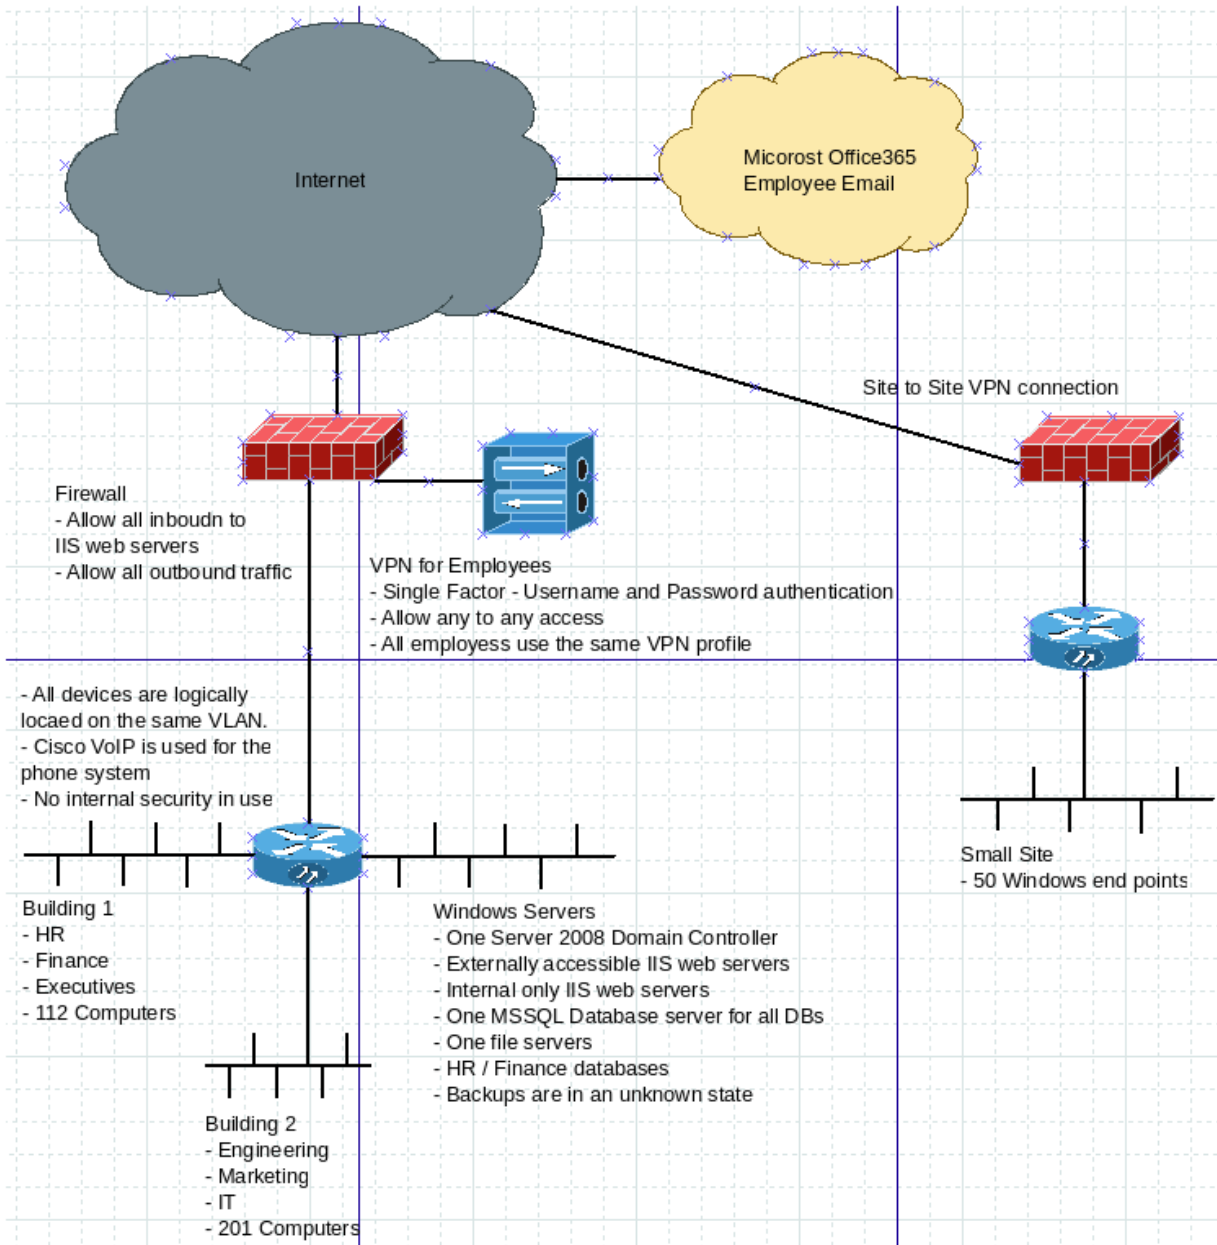 Internet
Micorost Office365
Employee Email
Site to Site VPN connection
Firewall
- Allow all inboudn to
IIS web servers
- Allow all outbound traffic
VPN for Employees
- Single Factor - Username and Password authentication
- Allow any to any access
- All employess use the same VPN profile
- All devices are logically
locaed on the same VLAN.
- Cisco VoIP is used for the
phone system
- No internal security in use
Small Site
- 50 Windows end points
Building 1
- HR
- Finance
- Executives
- 112 Computers
Windows Servers
- One Server 2008 Domain Controller
- Externally accessible IIS web servers
- Internal only IIS web servers
- One MSSQL Database server for all DBs
- One file servers
- HR / Finance databases
- Backups are in an unknown state
Building 2
- Engineering
- Marketing
- IT
- 201 Computers